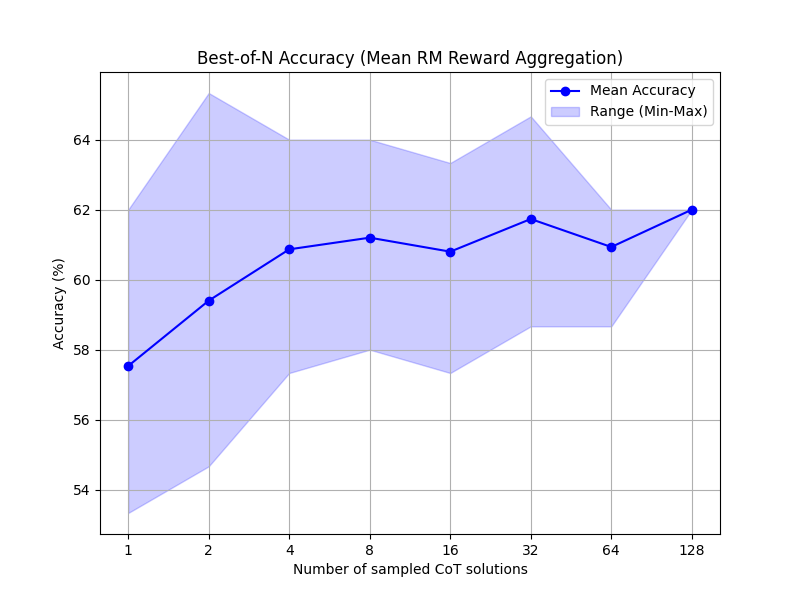 Best-of-N Accuracy (Mean RM Reward Aggregation)
Mean Accuracy
Range (Min-Max)
Accuracy (%)
64
62
60
58
56
54
1 2 4 8 16 32 64 128
Number of sampled CoT solutions